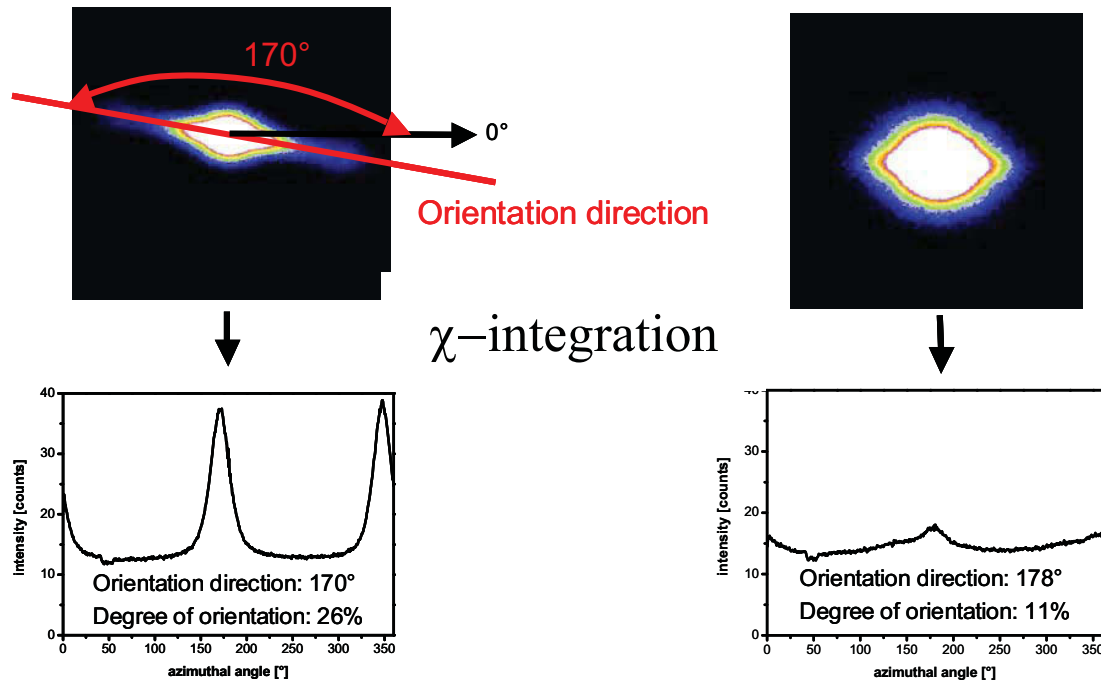 170°
0°
Orientation direction
χ–integration
40
30
20
10
0
intensity [counts]
Orientation direction: 170°
Degree of orientation: 26%
0 50 100 150 200 250 300 350
azimuthal angle [°]
40
30
20
10
0
intensity [counts]
Orientation direction: 178°
Degree of orientation: 11%
0 50 100 150 200 250 300 350
azimuthal angle [°]